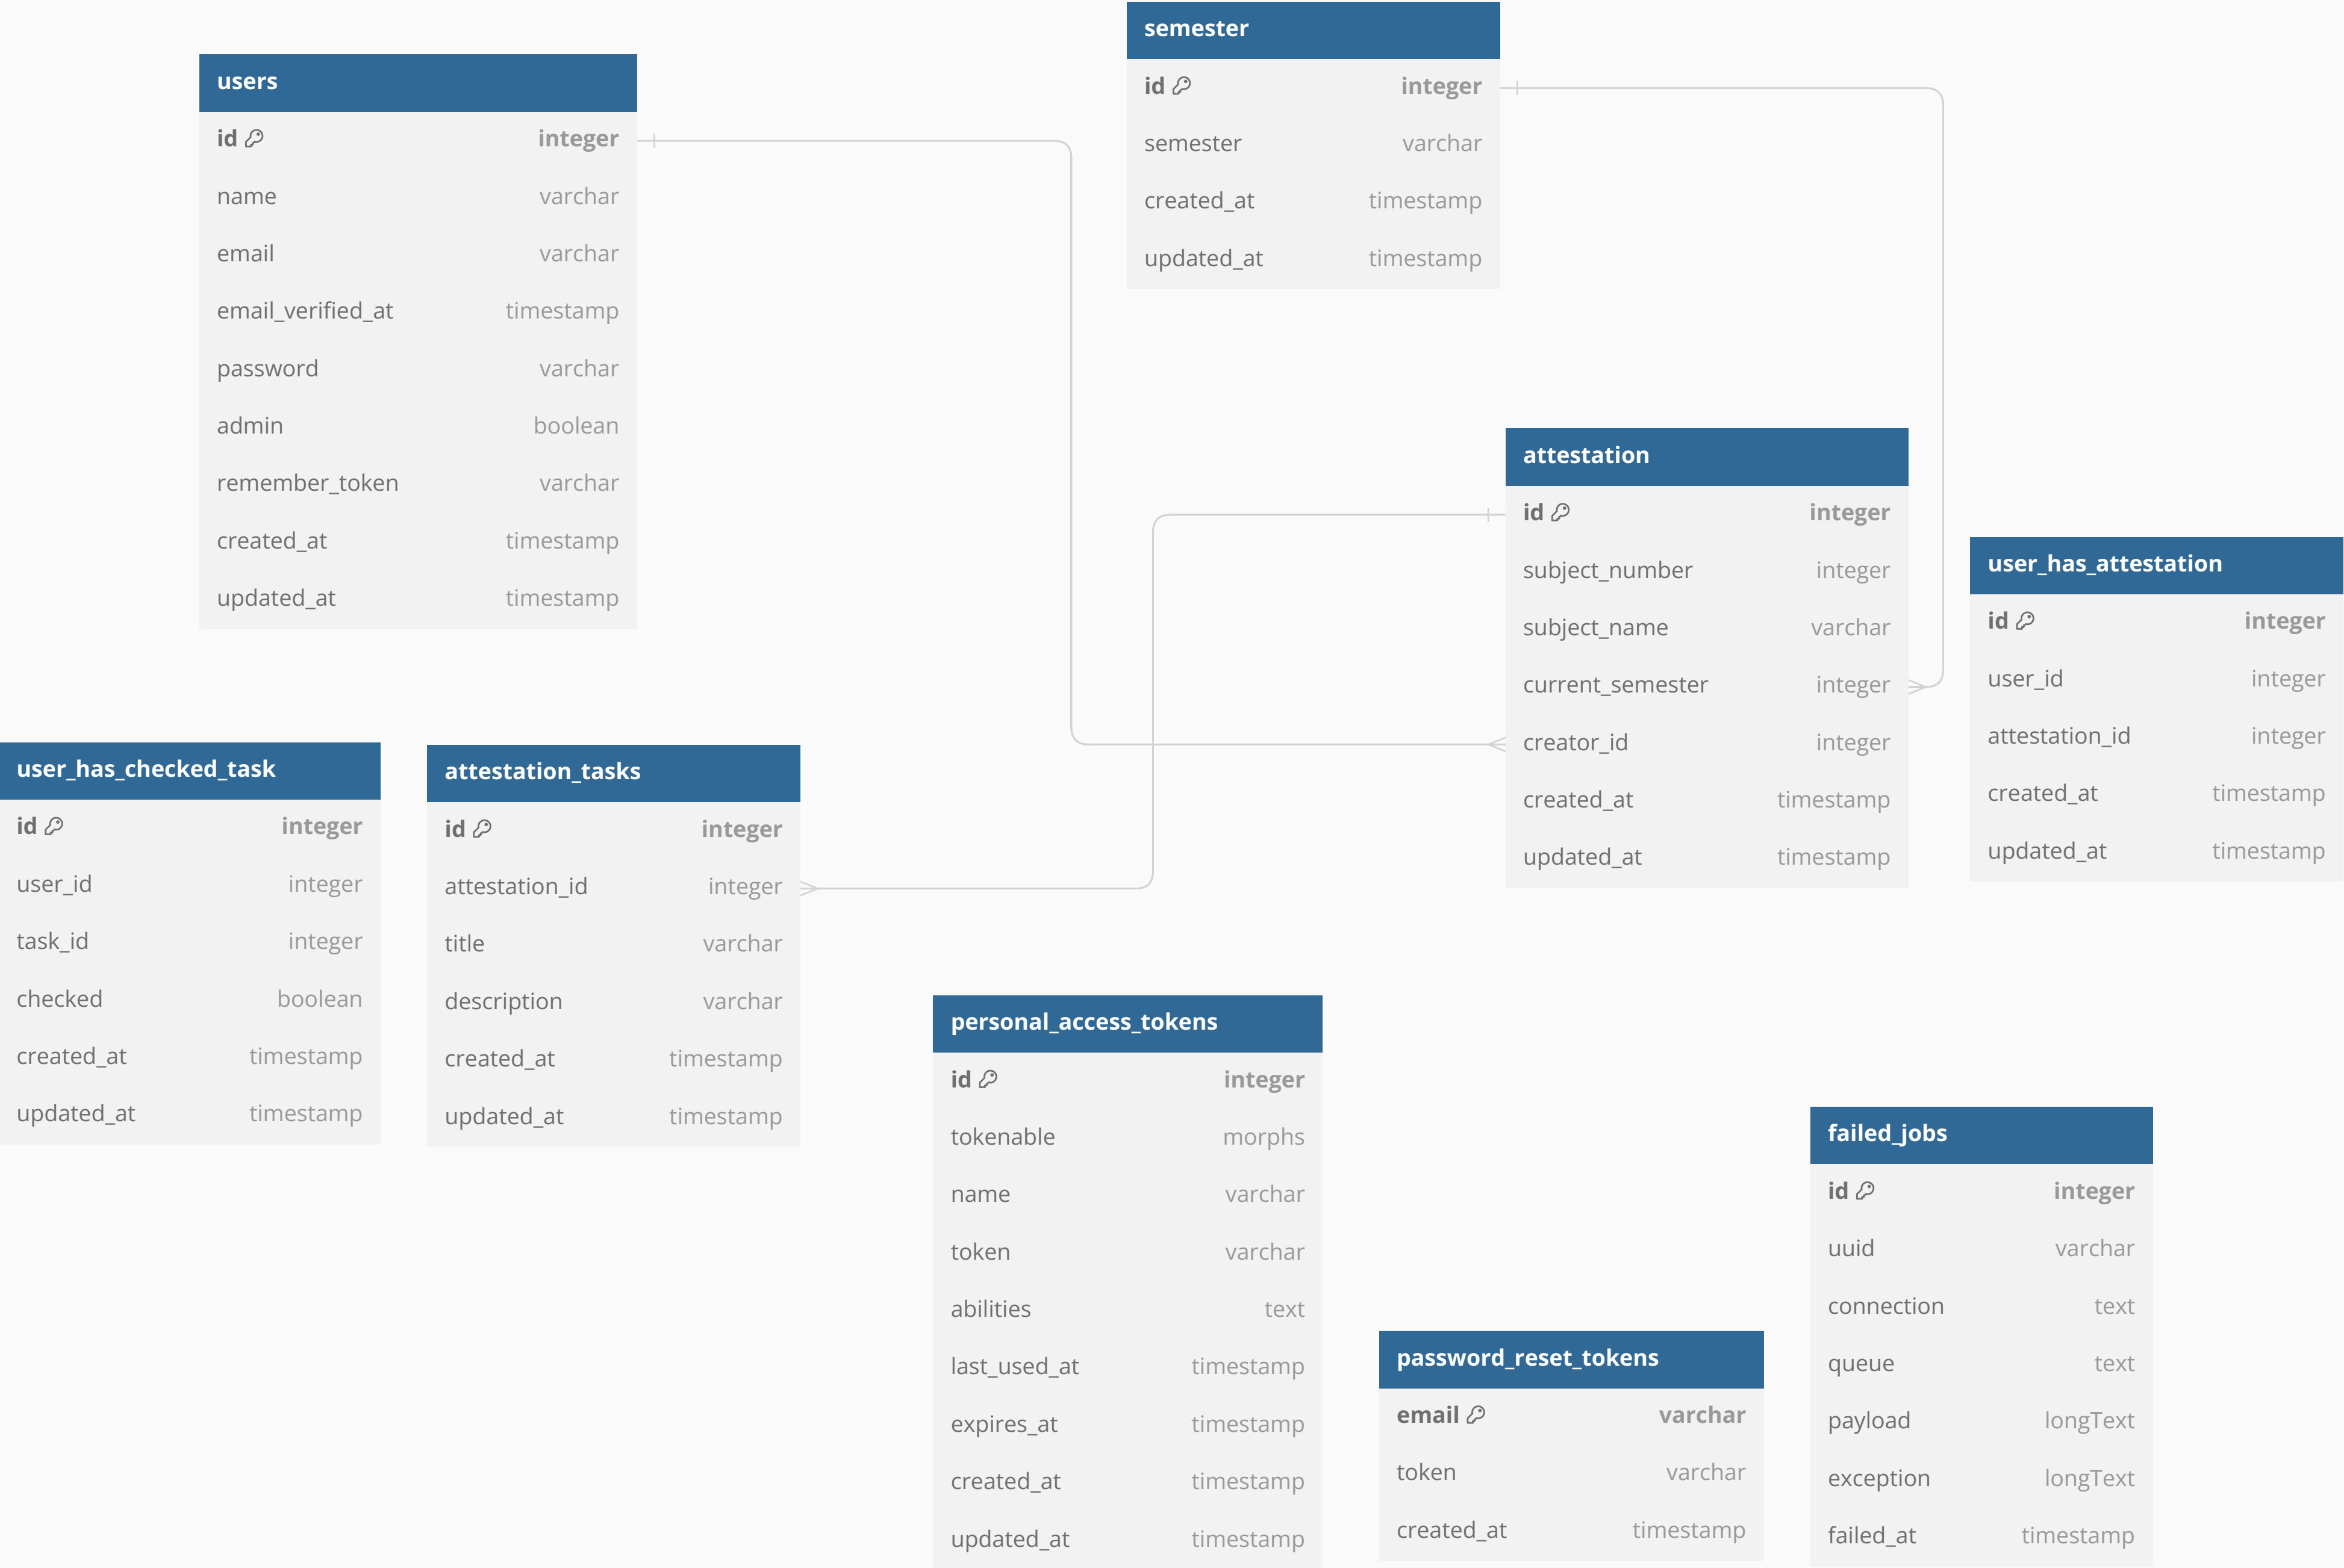 semester
id integer
semester varchar
created_at timestamp
updated_at timestamp
users
id integer
name varchar
email varchar
email_verified_at timestamp
password varchar
admin boolean
remember_token varchar
created_at timestamp
updated_at timestamp
attestation
id integer
subject_number integer
subject_name varchar
current_semester integer
creator_id integer
created_at timestamp
updated_at timestamp
user_has_attestation
id integer
user_id integer
attestation_id integer
created_at timestamp
updated_at timestamp
user_has_checked_task
id integer
user_id integer
task_id integer
checked boolean
created_at timestamp
updated_at timestamp
attestation_tasks
id integer
attestation_id integer
title varchar
description varchar
created_at timestamp
updated_at timestamp
personal_access_tokens
id integer
tokenable morphs
name varchar
token varchar
abilities text
last_used_at timestamp
expires_at timestamp
created_at timestamp
updated_at timestamp
password_reset_tokens
email varchar
token varchar
created_at timestamp
failed_jobs
id integer
uuid varchar
connection text
queue text
payload longText
exception longText
failed_at timestamp